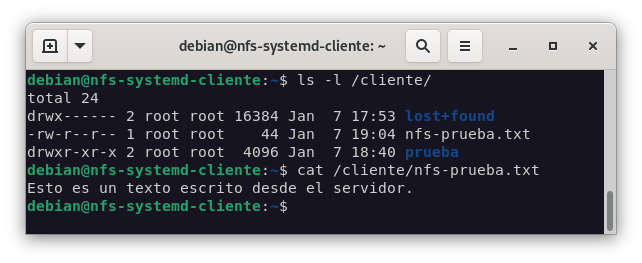 debian@nfs-systemd-cliente: ~
debian@nfs-systemd-cliente:~$ ls -l /cliente/
total 24
drwx------ 2 root root 16384 Jan  7 17:53 lost+found
-rw-r--r-- 1 root root    44 Jan  7 19:04 nfs-prueba.txt
drwxr-xr-x 2 root root  4096 Jan  7 18:40 prueba
debian@nfs-systemd-cliente:~$ cat /cliente/nfs-prueba.txt
Esto es un texto escrito desde el servidor.
debian@nfs-systemd-cliente:~$